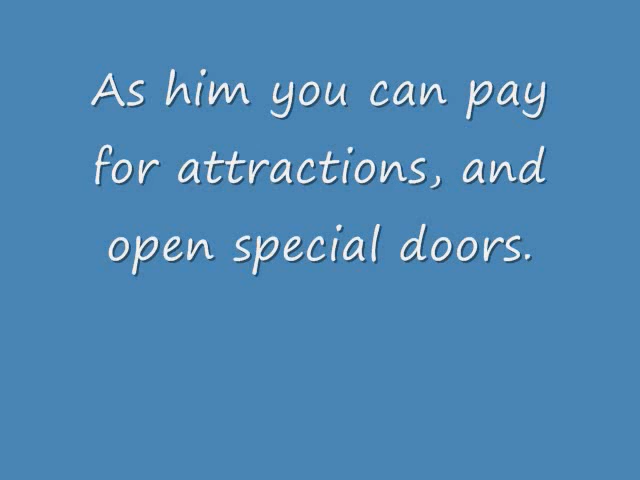 As him you can pay
for attractions, and
open special doors.